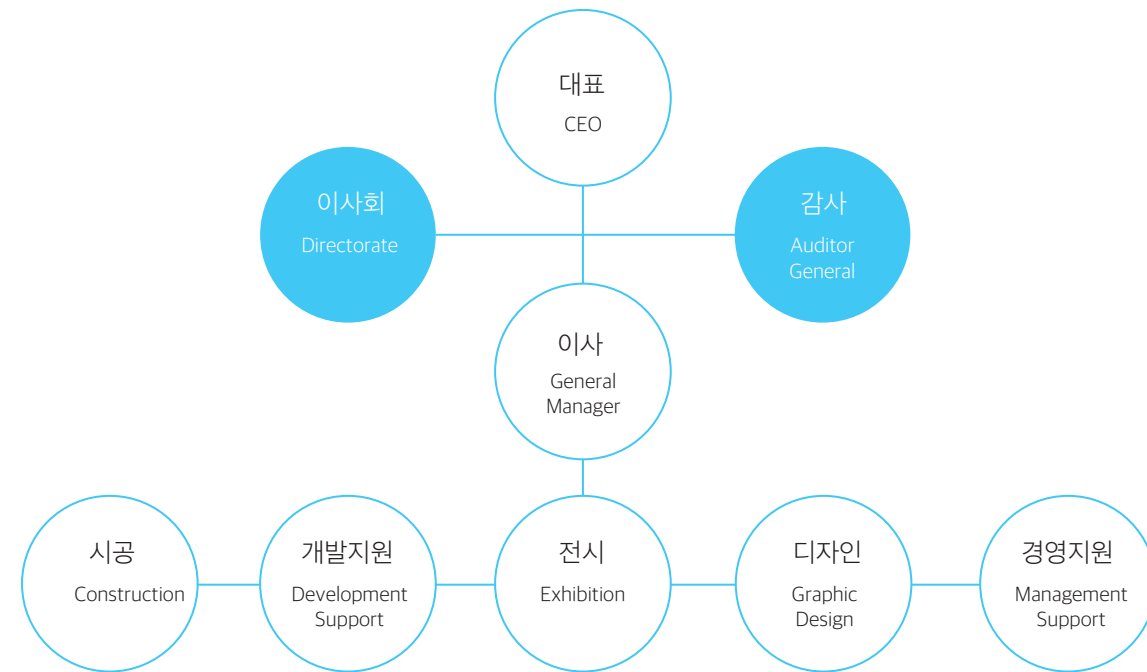 대표
CEO
이사회
Directorate
감사
Auditor
General
이사
General
Manager
시공
Construction
개발지원
Development
Support
전시
Exhibition
디자인
Graphic
Design
경영지원
Management
Support